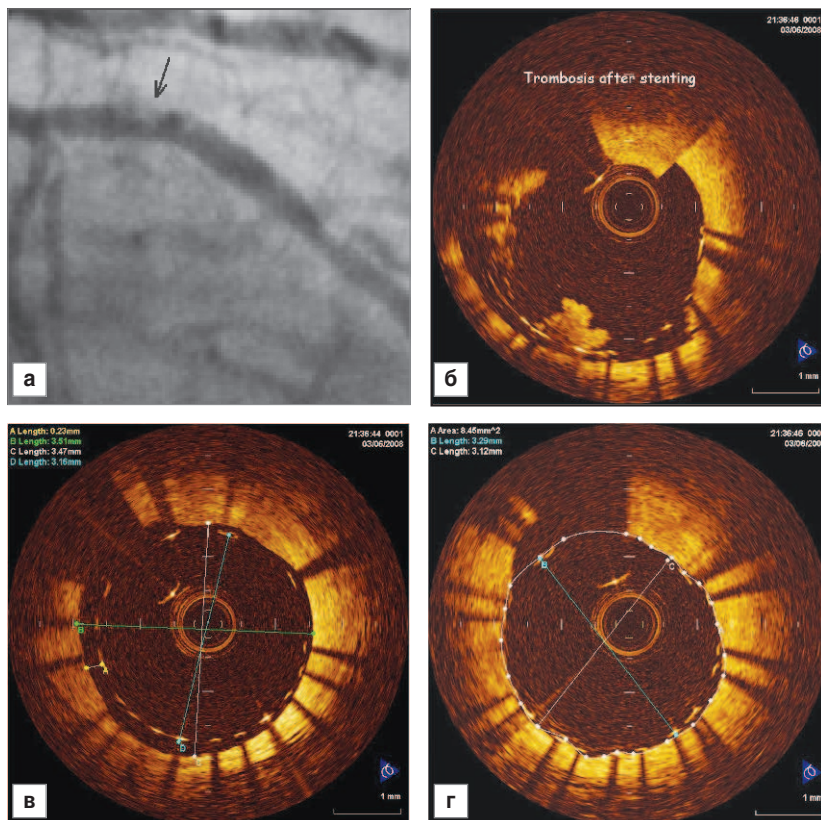 а
21:36:46 0001
03/06/2008
Trombosis after stenting
1 mm
б
A Length: 0.23mm
B Length: 3.51mm
C Length: 3.47mm
D Length: 3.16mm
21:36:44 0001
03/06/2008
B
A
D
C
1 mm
в
A Area: 8.45mm^2
B Length: 3.29mm
C Length: 3.12mm
21:36:46 000
03/06/200
B
C
1 mm
г